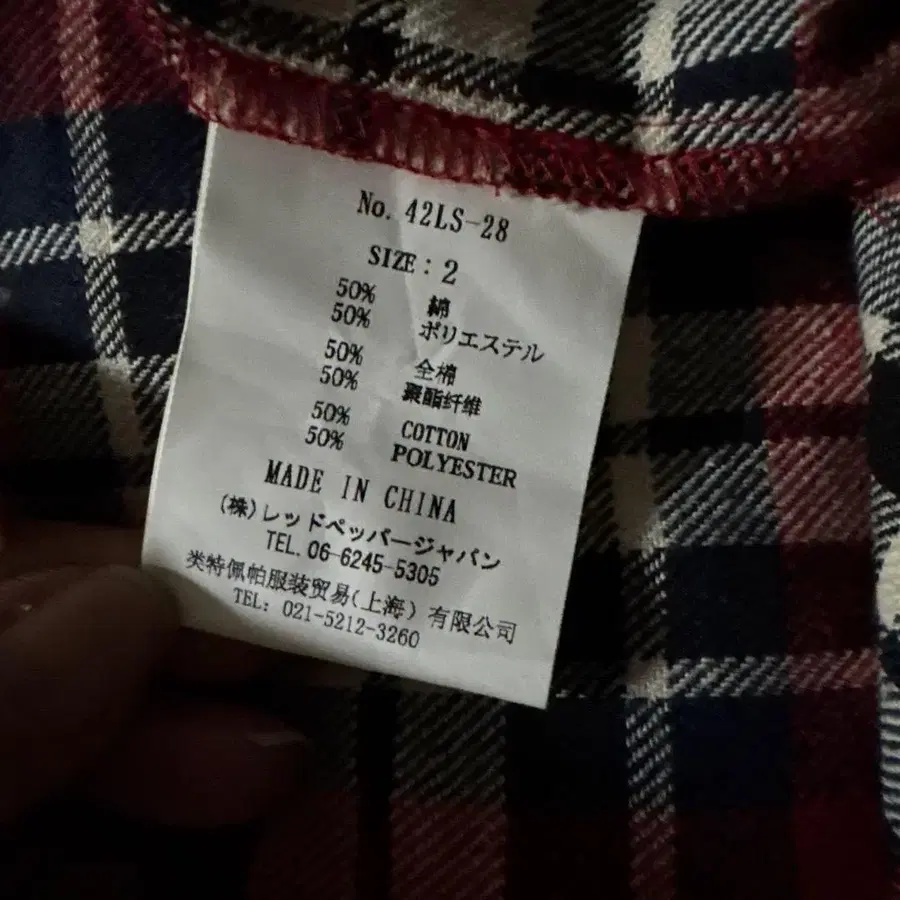 No. 42LS-28
SIZE: 2
50% 綿
50% ポリエステル
50% 全棉
50% 聚酯纤维
50% COTTON
50% POLYESTER
MADE IN CHINA
(株)レッドペッパージャパン
TEL. 06-6245-5305
类特佩帕服装贸易(上海)有限公司
TEL: 021-5212-3260